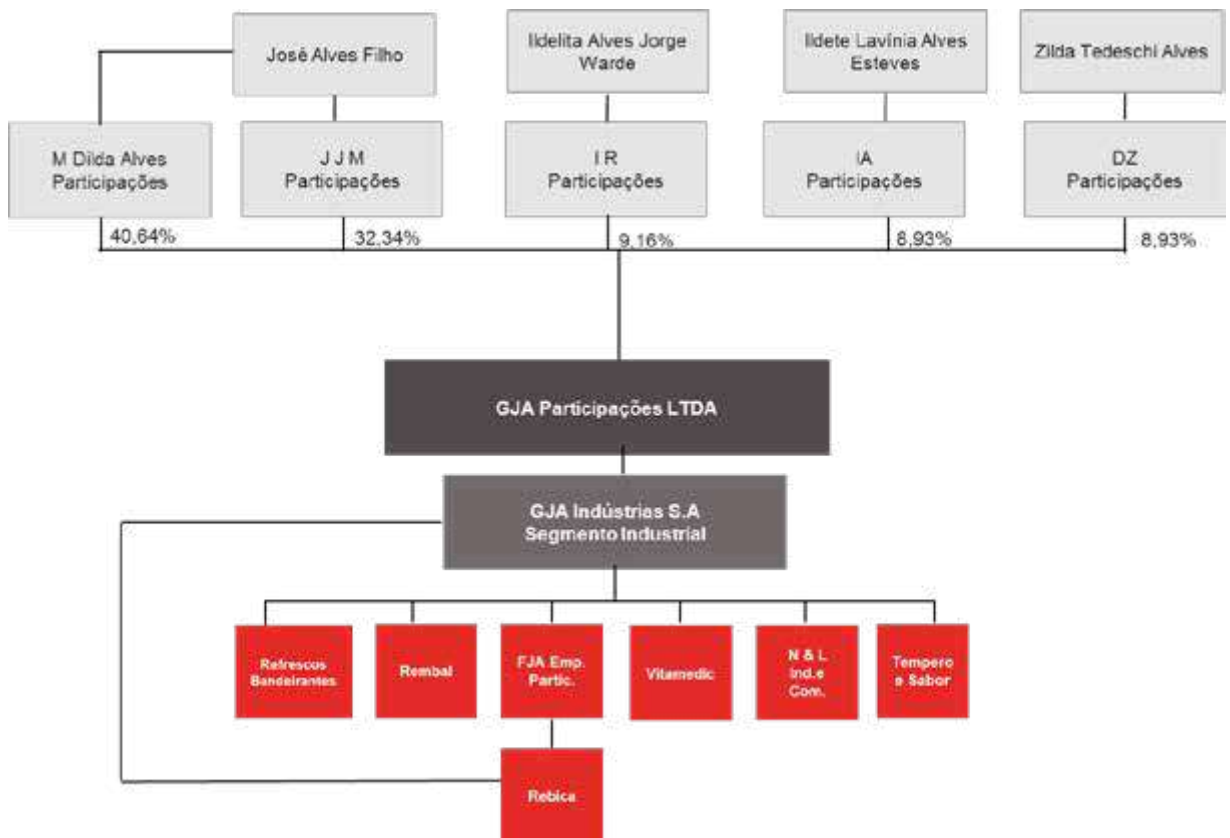 José Alves Filho
Ildelita Alves Jorge
Warde
Ildete Lavínia Alves
Esteves
Zilda Tedeschi Alves
M Dilda Alves
Participações
J J M
Participações
I R
Participações
IA
Participações
DZ
Participações
40,64%
32,34%
9,16%
8,93%
8,93%
GJA Participações LTDA
GJA Indústrias S.A
Segmento Industrial
Refrescos
Bandeirantes
Rembal
FJA Emp.
Partic.
Vitamedic
N & L
Ind.e
Com.
Tempero
e Sabor
Rebica